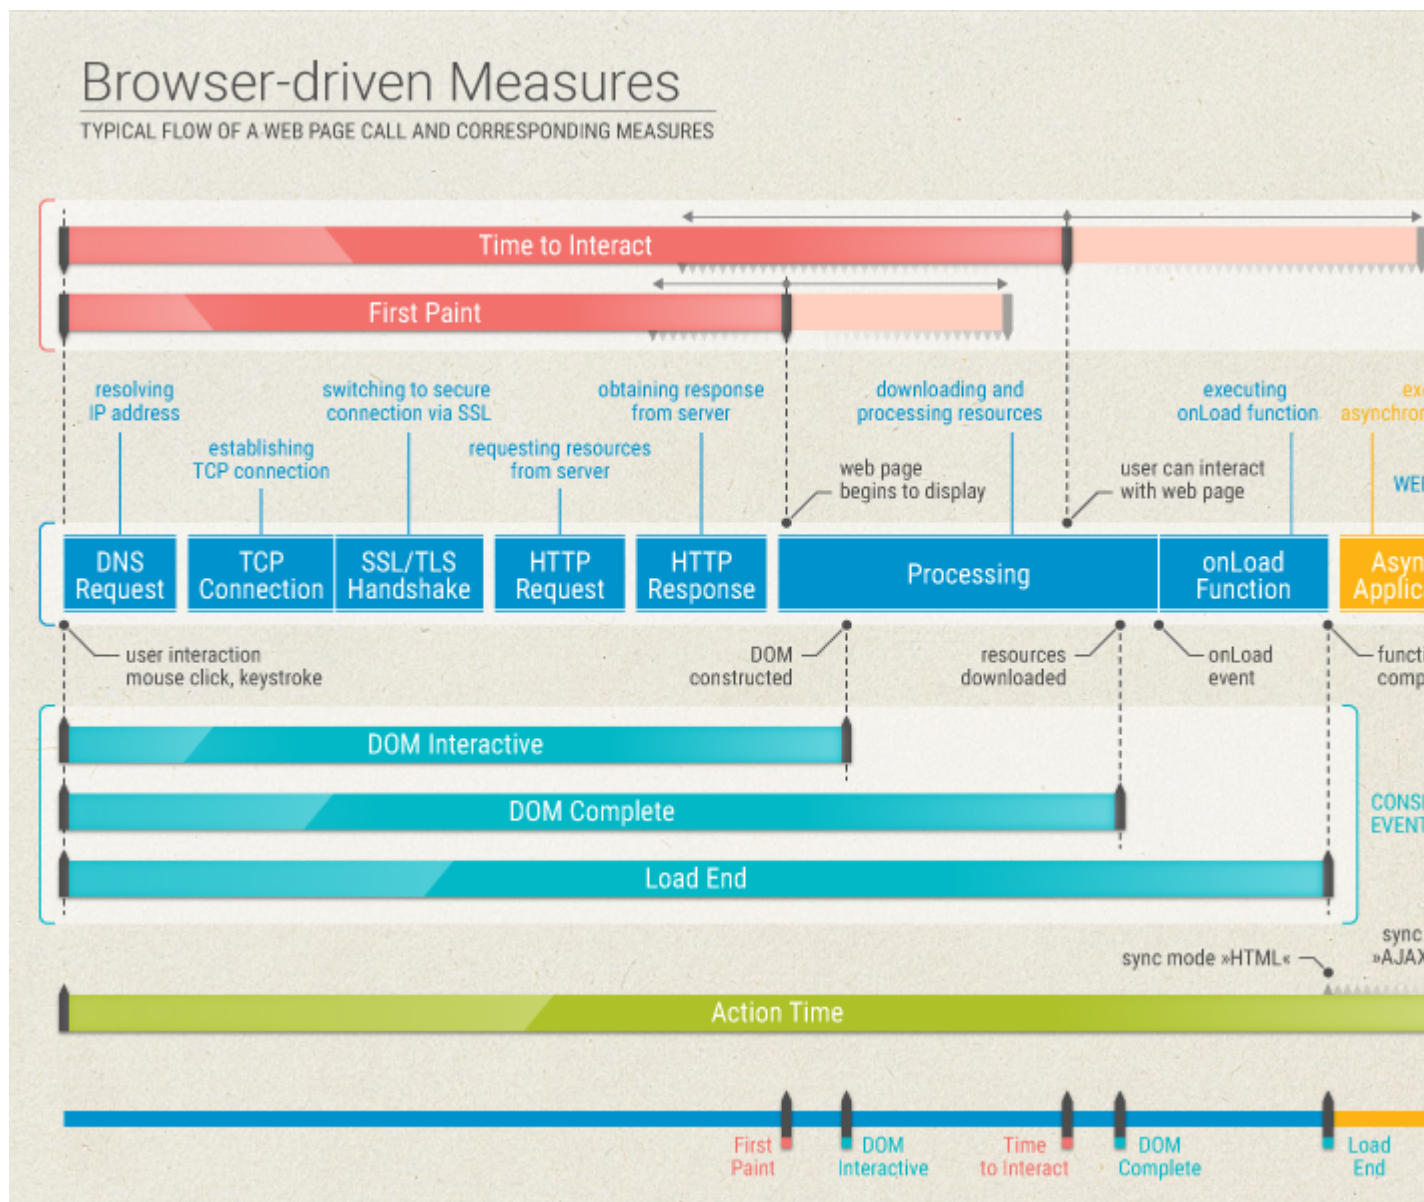 Browser-driven Measures
TYPICAL FLOW OF A WEB PAGE CALL AND CORRESPONDING MEASURES
Time to Interact
First Paint
resolving
IP address
establishing
TCP connection
switching to secure
connection via SSL
requesting resources
from server
obtaining response
from server
downloading and
processing resources
executing
onLoad function
web page
begins to display
user can interact
with web page
DNS
Request
TCP
Connection
SSL/TLS
Handshake
HTTP
Request
HTTP
Response
Processing
onLoad
Function
user interaction
mouse click, keystroke
DOM
constructed
resources
downloaded
onLoad
event
DOM Interactive
DOM Complete
Load End
sync mode »HTML«
sync
»AJAX
Action Time
First
Paint
DOM
Interactive
Time
to Interact
DOM
Complete
Load
End